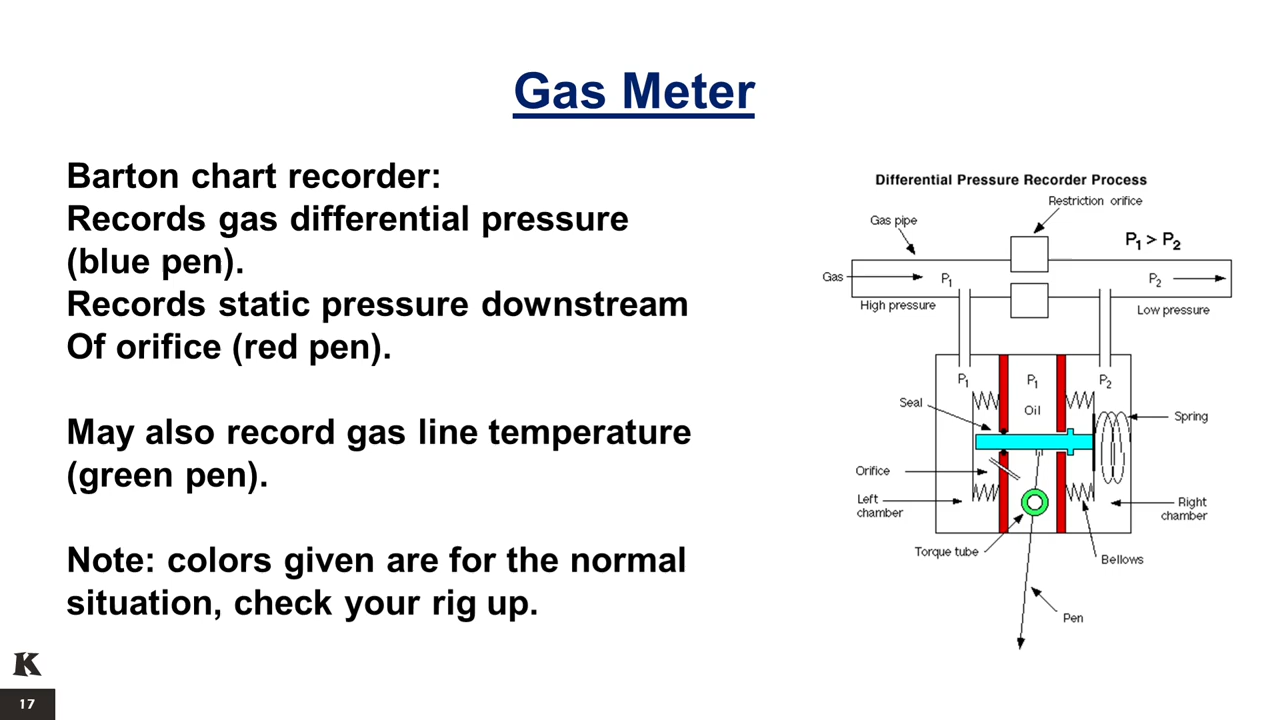 Gas Meter
Barton chart recorder:
Records gas differential pressure
(blue pen).
Records static pressure downstream
Of orifice (red pen).
May also record gas line temperature
(green pen).
Note: colors given are for the normal
situation, check your rig up.
Differential Pressure Recorder Process
Restriction orifice
Gas pipe
P₁ > P₂
Gas
P₁
P₂
High pressure
Low pressure
P₁
P₁
P₂
Oil
Seal
Spring
Orifice
Left
chamber
Right
chamber
Torque tube
Bellows
Pen
K
17